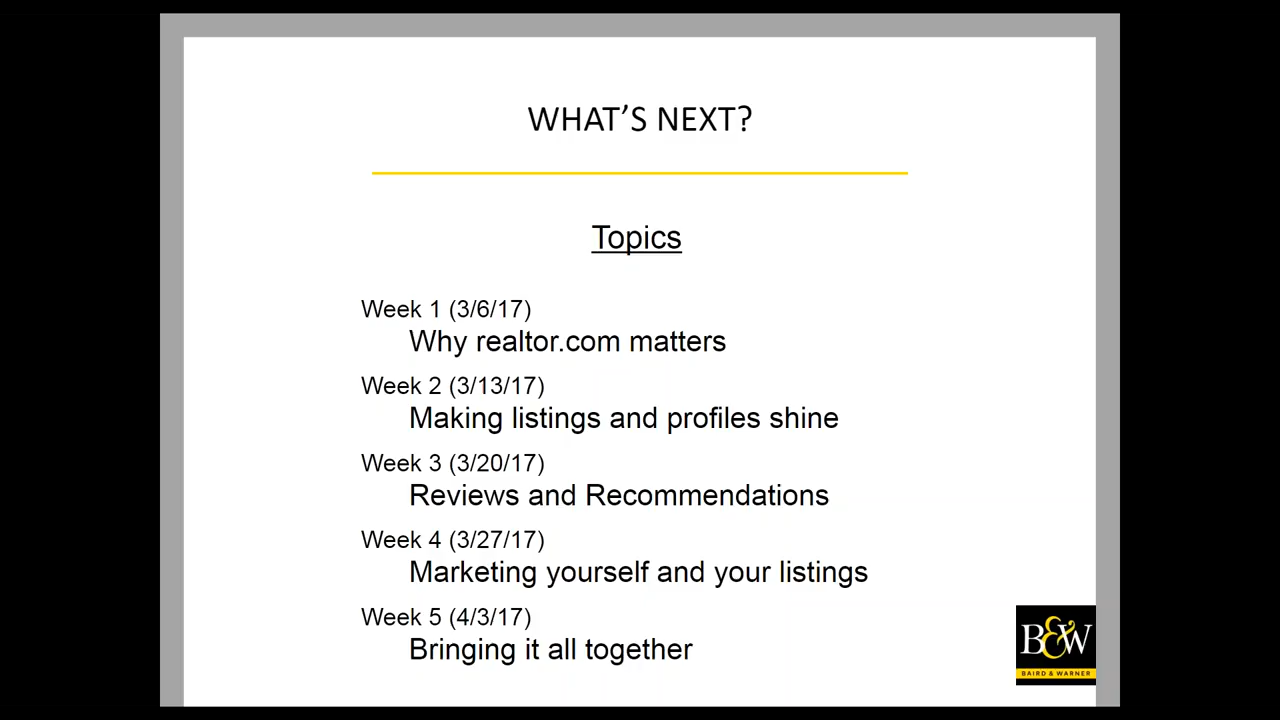 WHAT'S NEXT?
Topics
Week 1 (3/6/17)
Why realtor.com matters
Week 2 (3/13/17)
Making listings and profiles shine
Week 3 (3/20/17)
Reviews and Recommendations
Week 4 (3/27/17)
Marketing yourself and your listings
Week 5 (4/3/17)
Bringing it all together
B&W
BAIRD & WARNER